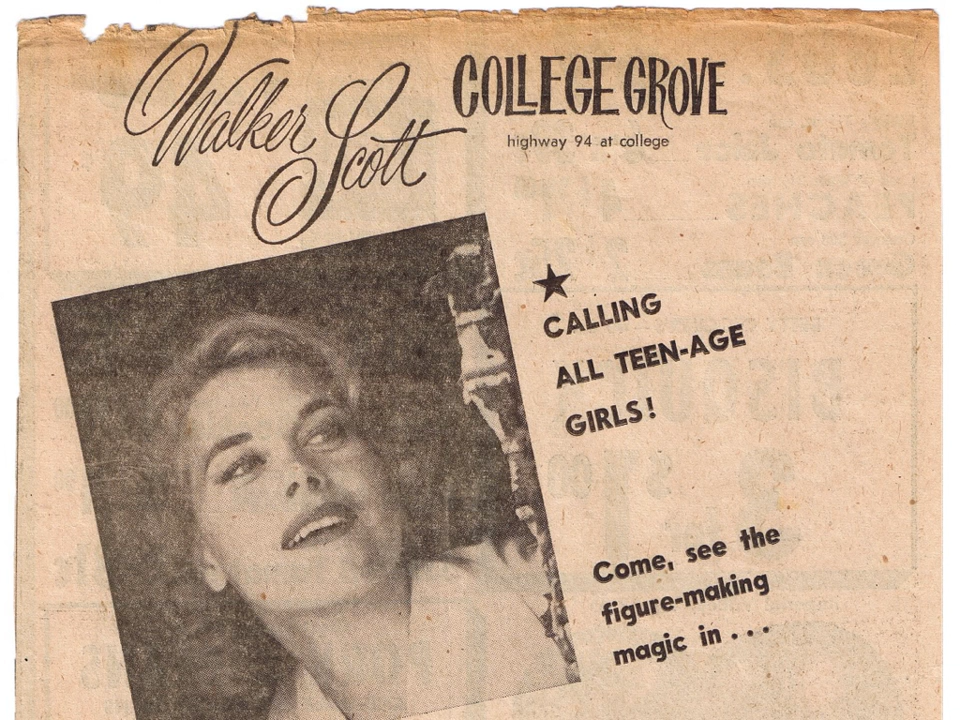 Walker Scott
COLLEGE GROVE
highway 94 at college
★
CALLING
ALL TEEN-AGE
GIRLS!
Come, see the
figure-making
magic in . . .